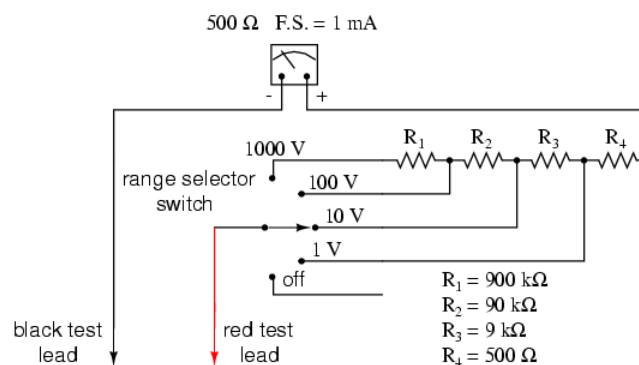 500 Ω F.S. = 1 mA
- +
R₁ R₂ R₃ R₄
1000 V
range selector
switch
100 V
10 V
1 V
off
R₁ = 900 kΩ
R₂ = 90 kΩ
R₃ = 9 kΩ
R₄ = 500 Ω
black test
lead
red test
lead